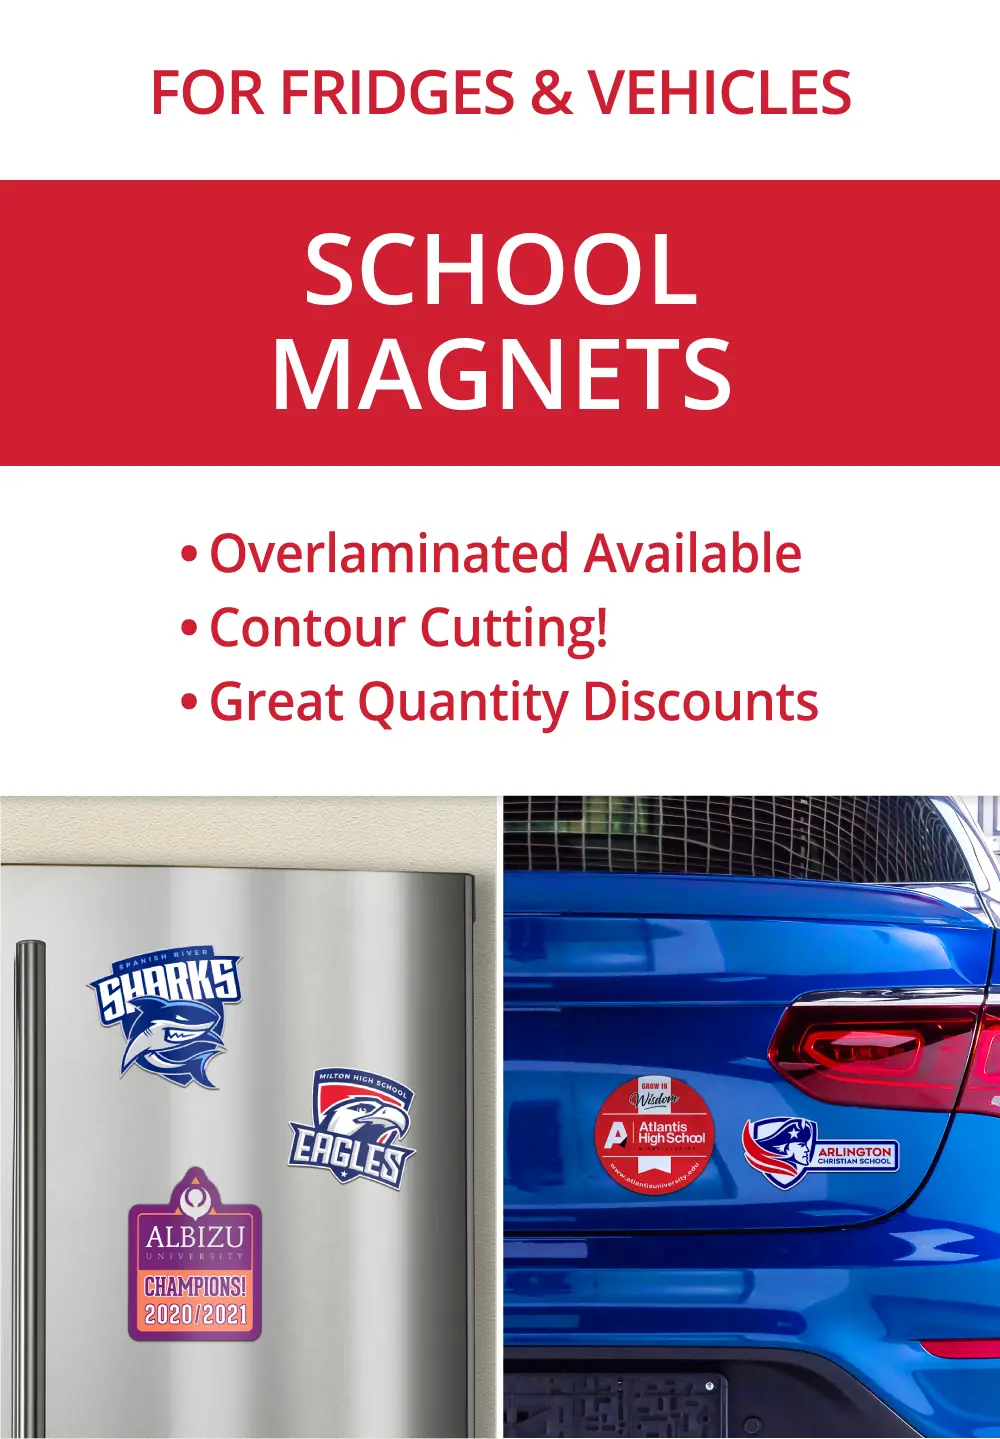 FOR FRIDGES & VEHICLES
SCHOOL
MAGNETS
• Overlaminated Available
• Contour Cutting!
• Great Quantity Discounts
SPANISH RIVER
SHARKS
MILTON HIGH SCHOOL
EAGLES
ALBIZU
UNIVERSITY
CHAMPIONS!
2020/2021
GROW IN
Wisdom
A
Atlantis
High School
www.atlantisuniversity.edu
ARLINGTON
CHRISTIAN SCHOOL